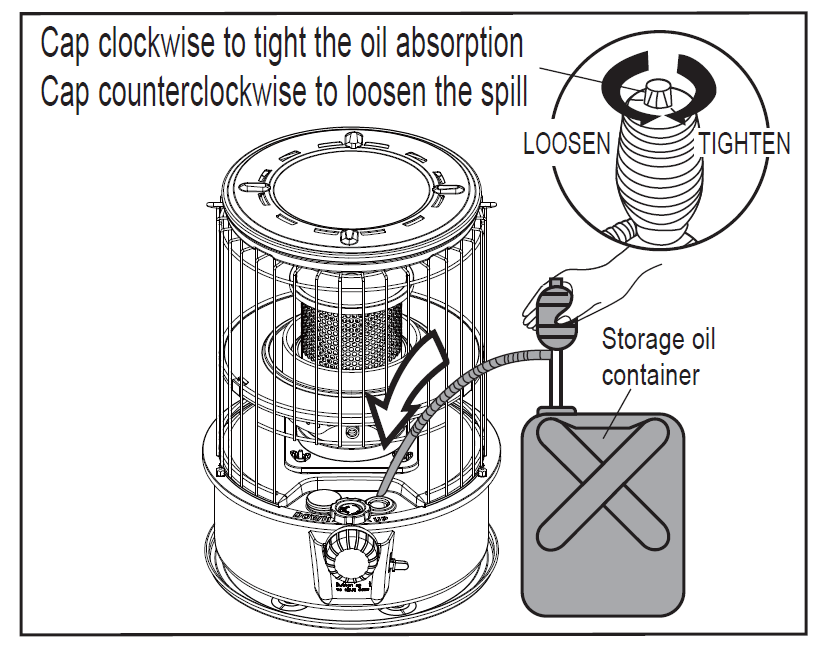 Cap clockwise to tight the oil absorption
Cap counterclockwise to loosen the spill
LOOSEN
TIGHTEN
Storage oil
container